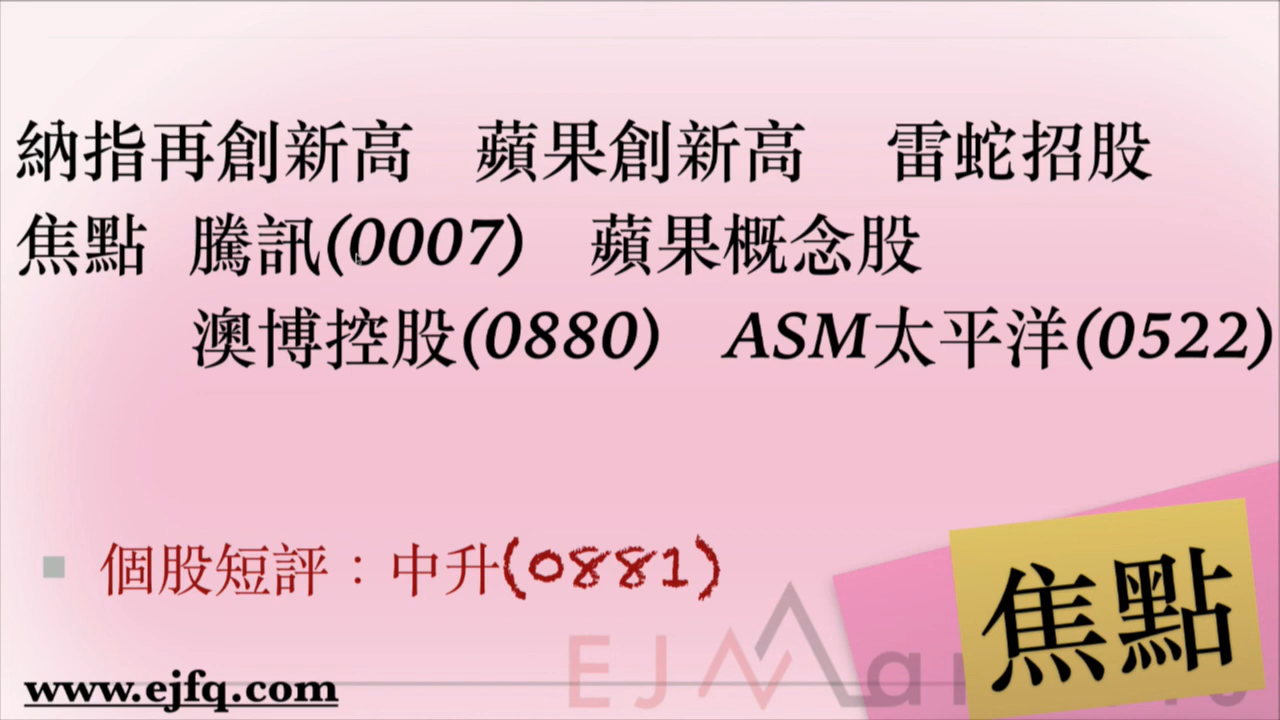 納指再創新高 蘋果創新高 雷蛇招股
焦點 騰訊(0007) 蘋果概念股
澳博控股(0880) ASM太平洋(0522)
個股短評：中升(0881)
焦點
www.ejfq.com